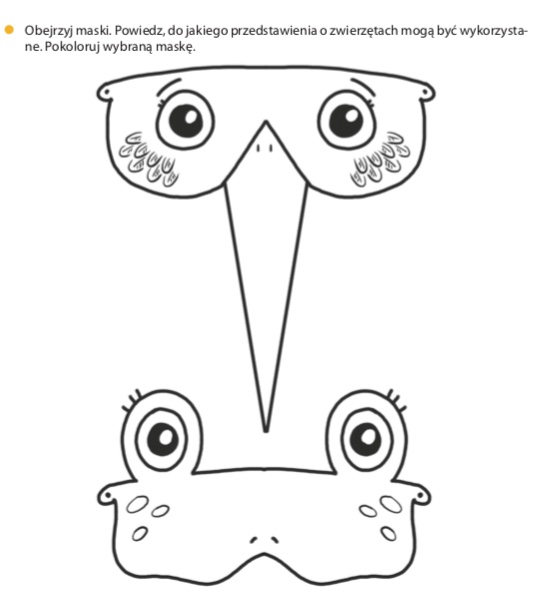 Obejrzyj maski. Powiedz, do jakiego przedstawienia o zwierzętach mogą być wykorzysta-
ne. Pokoloruj wybraną maskę.